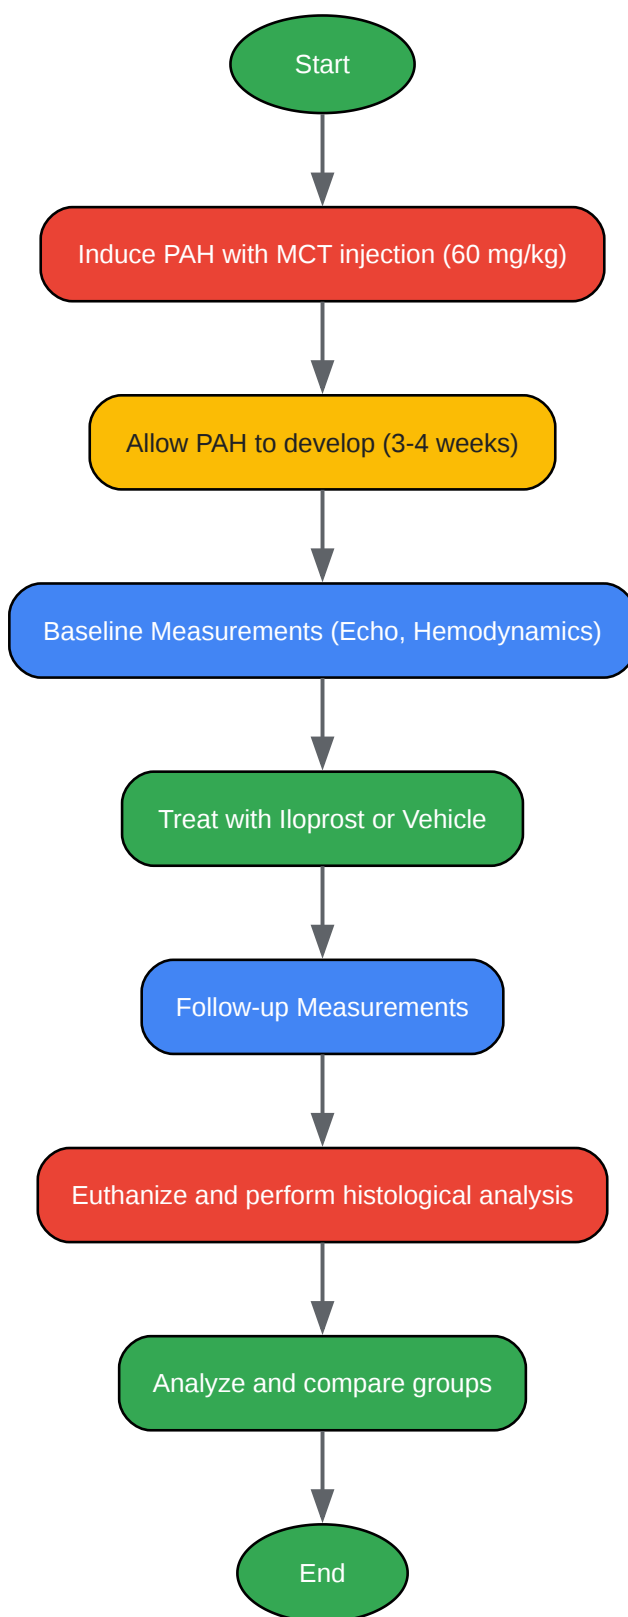 Start
Induce PAH with MCT injection (60 mg/kg)
Allow PAH to develop (3-4 weeks)
Baseline Measurements (Echo, Hemodynamics)
Treat with Iloprost or Vehicle
Follow-up Measurements
Euthanize and perform histological analysis
Analyze and compare groups
End